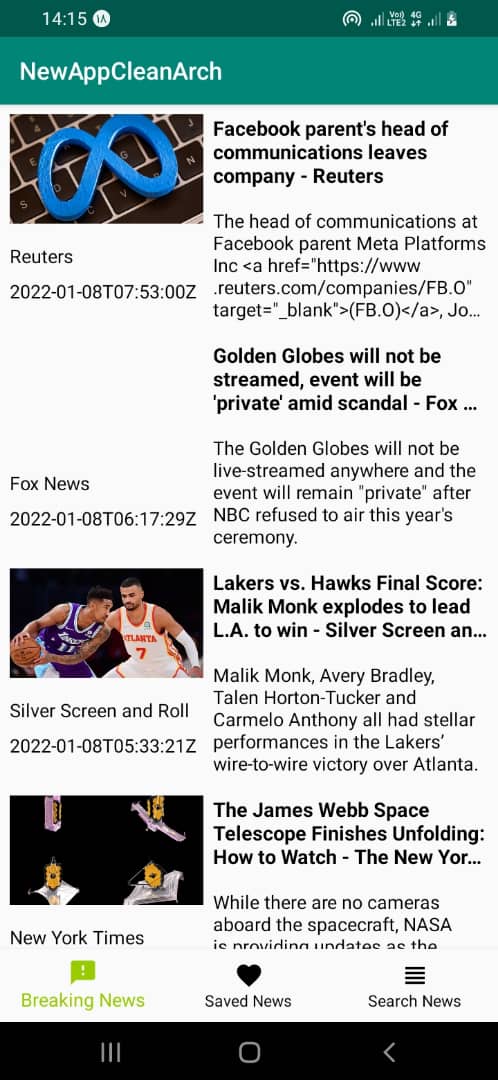 14:15 ١٨
Vo)) 4G
LTE2
NewAppCleanArch
Facebook parent's head of
communications leaves
company - Reuters
The head of communications at
Facebook parent Meta Platforms
Inc <a href="https://www
.reuters.com/companies/FB.O"
target="_blank">(FB.O)</a>, Jo...
Reuters
2022-01-08T07:53:00Z
Golden Globes will not be
streamed, event will be
'private' amid scandal - Fox ...
The Golden Globes will not be
live-streamed anywhere and the
event will remain "private" after
NBC refused to air this year's
ceremony.
Fox News
2022-01-08T06:17:29Z
Lakers vs. Hawks Final Score:
Malik Monk explodes to lead
L.A. to win - Silver Screen an...
ATLANTA
7
11
Malik Monk, Avery Bradley,
Talen Horton-Tucker and
Carmelo Anthony all had stellar
performances in the Lakers’
wire-to-wire victory over Atlanta.
Silver Screen and Roll
2022-01-08T05:33:21Z
The James Webb Space
Telescope Finishes Unfolding:
How to Watch - The New Yor...
While there are no cameras
aboard the spacecraft, NASA
is providing updates as the
New York Times
Breaking News
Saved News
Search News